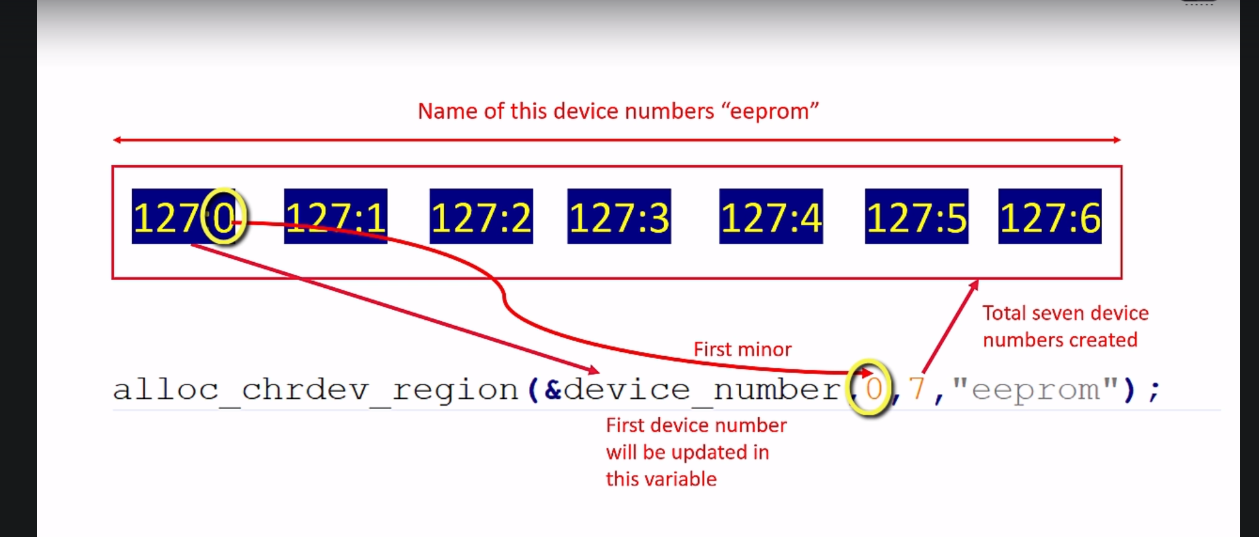 Name of this device numbers “eeprom”
127:0 127:1 127:2 127:3 127:4 127:5 127:6
Total seven device
numbers created
First minor
alloc_chrdev_region(&device_number,0,7,"eeprom");
First device number
will be updated in
this variable